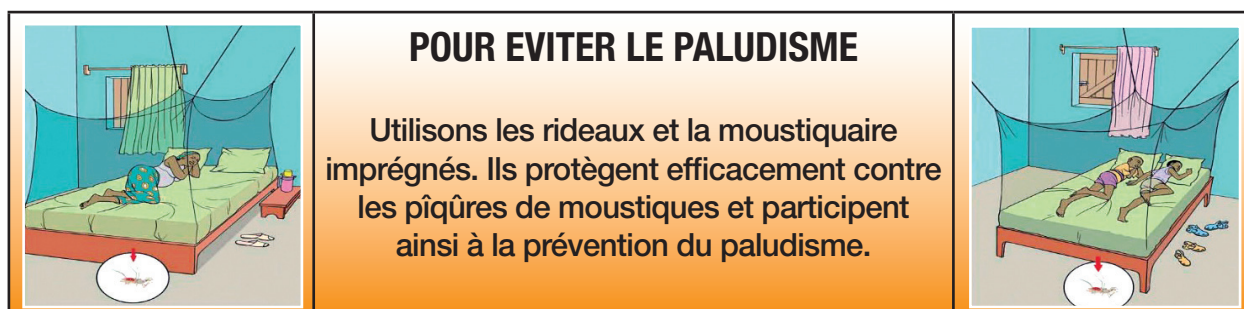 POUR EVITER LE PALUDISME
Utilisons les rideaux et la moustiquaire
imprégnés. Ils protègent efficacement contre
les pîqûres de moustiques et participent
ainsi à la prévention du paludisme.